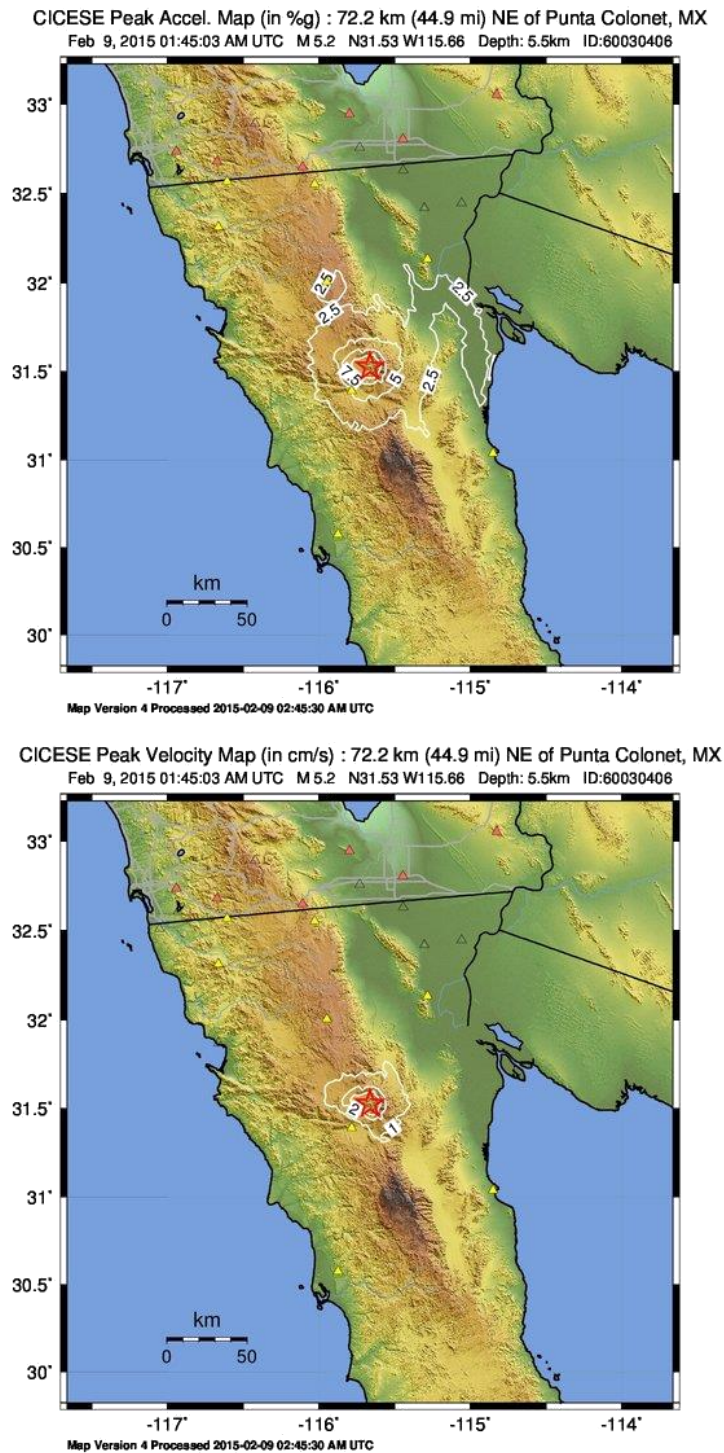 CICESE Peak Accel. Map (in %g) : 72.2 km (44.9 mi) NE of Punta Colonet, MX
Feb 9, 2015 01:45:03 AM UTC M 5.2 N31.53 W115.66 Depth: 5.5km ID:60030406
33°
32.5°
32°
2.5
2.5
2.5
31.5°
7.5
5
2.5
31°
30.5°
km
0 50
30°
-117° -116° -115° -114°
Map Version 4 Processed 2015-02-09 02:45:30 AM UTC
CICESE Peak Velocity Map (in cm/s) : 72.2 km (44.9 mi) NE of Punta Colonet, MX
Feb 9, 2015 01:45:03 AM UTC M 5.2 N31.53 W115.66 Depth: 5.5km ID:60030406
33°
32.5°
32°
31.5°
2
1
31°
30.5°
km
0 50
30°
-117° -116° -115° -114°
Map Version 4 Processed 2015-02-09 02:45:30 AM UTC